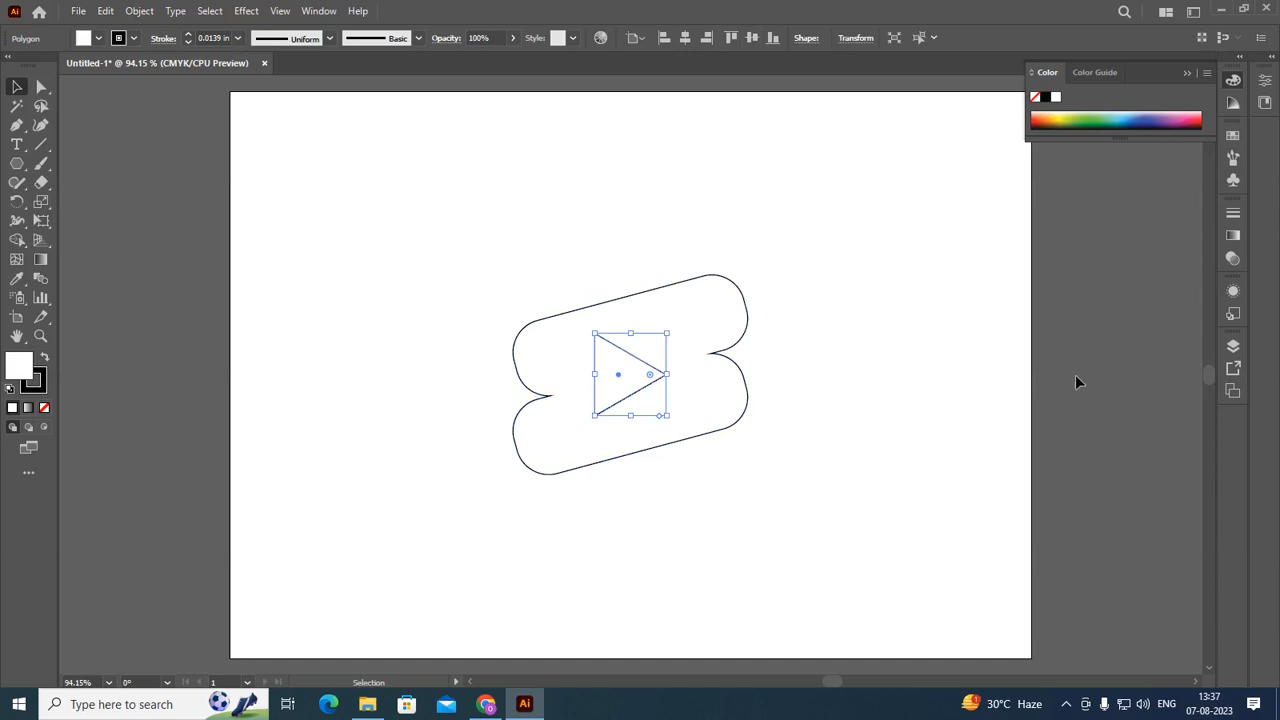 Ai File Edit Object Type Select Effect View Window Help
Polygon Stroke: 0.0139 in Uniform Basic Opacity: 100% Style: Shape: Transform
Untitled-1* @ 94.15 % (CMYK/CPU Preview) ×
Color Color Guide
94.15% 0° 1 Selection
Type here to search Ai 30°C Haze ENG 13:37
07-08-2023